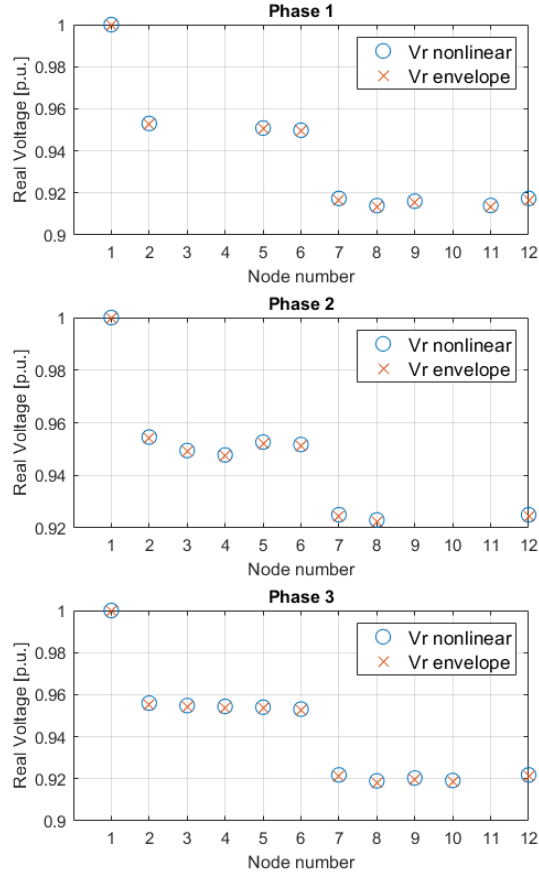 Phase 1
Real Voltage [p.u.]
1
0.98
0.96
0.94
0.92
0.9
Vr nonlinear
Vr envelope
1 2 3 4 5 6 7 8 9 10 11 12
Node number
Phase 2
Real Voltage [p.u.]
1
0.98
0.96
0.94
0.92
Vr nonlinear
Vr envelope
1 2 3 4 5 6 7 8 9 10 11 12
Node number
Phase 3
Real Voltage [p.u.]
1
0.98
0.96
0.94
0.92
0.9
Vr nonlinear
Vr envelope
1 2 3 4 5 6 7 8 9 10 11 12
Node number